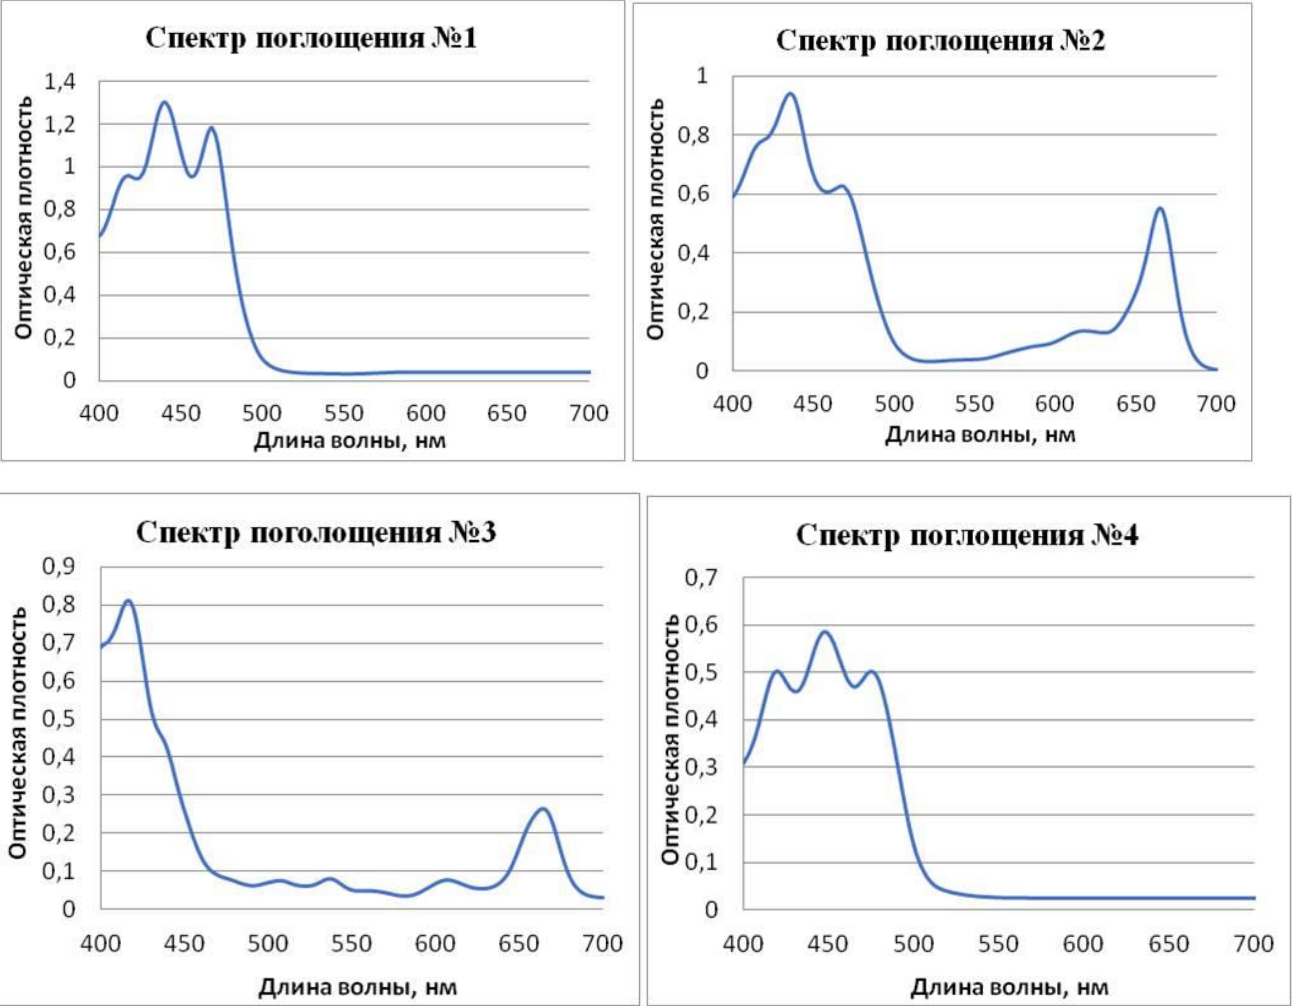 Спектр поглощения №1
Оптическая плотность
1,4
1,2
1
0,8
0,6
0,4
0,2
0
400 450 500 550 600 650 700
Длина волны, нм
Спектр поглощения №2
Оптическая плотность
1
0,8
0,6
0,4
0,2
0
400 450 500 550 600 650 700
Длина волны, нм
Спектр поголощения №3
Оптическая плотность
0,9
0,8
0,7
0,6
0,5
0,4
0,3
0,2
0,1
0
400 450 500 550 600 650 700
Длина волны, нм
Спектр поглощения №4
Оптическая плотность
0,7
0,6
0,5
0,4
0,3
0,2
0,1
0
400 450 500 550 600 650 700
Длина волны, нм